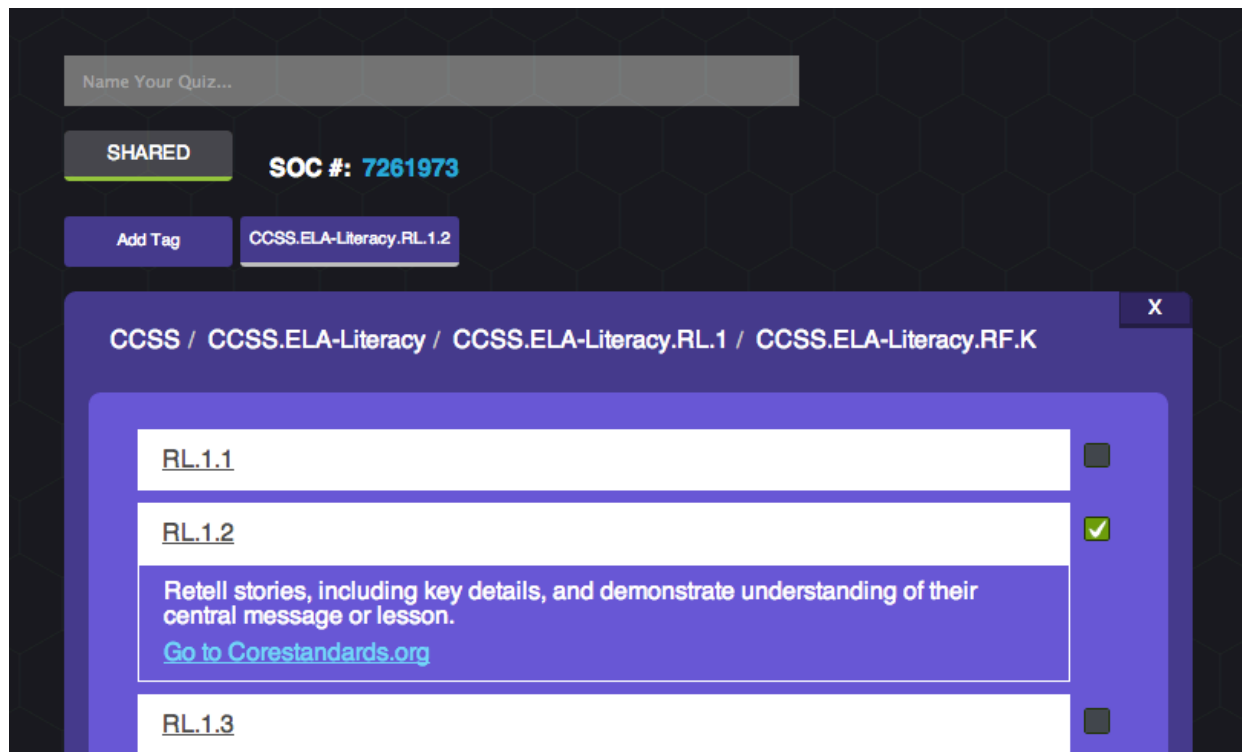 Name Your Quiz...
SHARED
SOC #: 7261973
Add Tag
CCSS.ELA-Literacy.RL.1.2
X
CCSS / CCSS.ELA-Literacy / CCSS.ELA-Literacy.RL.1 / CCSS.ELA-Literacy.RF.K
RL.1.1
RL.1.2
Retell stories, including key details, and demonstrate understanding of their
central message or lesson.
Go to Corestandards.org
RL.1.3